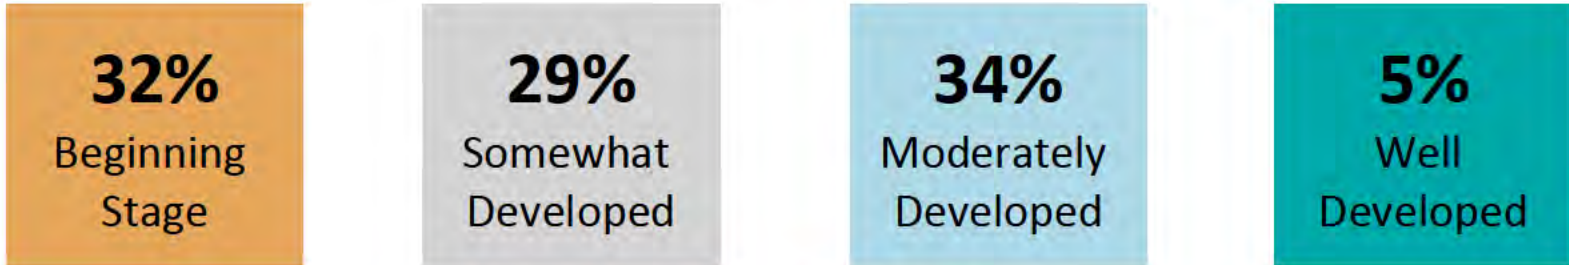 32%
Beginning
Stage
29%
Somewhat
Developed
34%
Moderately
Developed
5%
Well
Developed